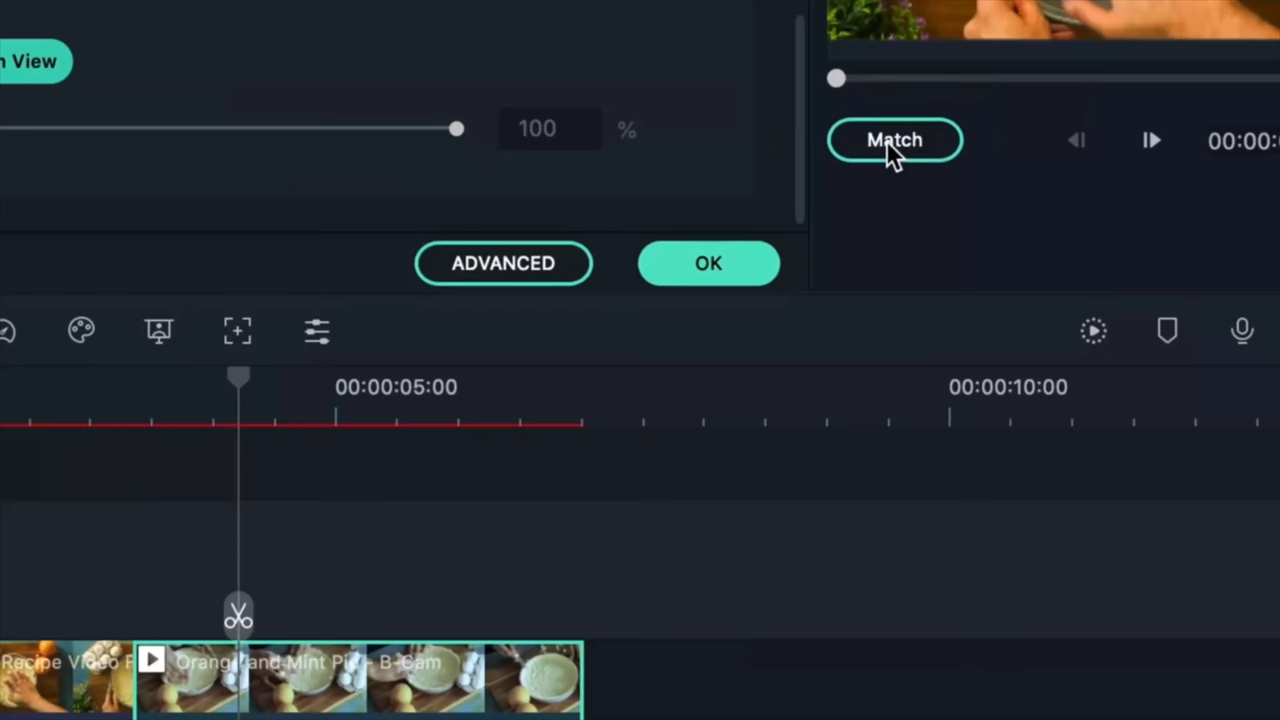 n View
100
%
Match
00:00:
ADVANCED
OK
00:00:05:00
00:00:10:00
Recipe Video F
Orange and Mint Pie - B-Cam